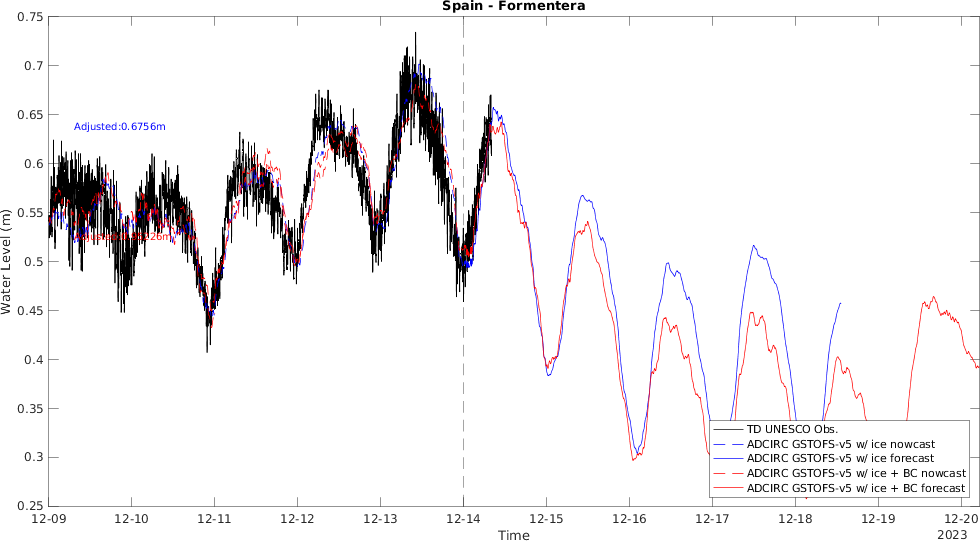 Spain - Formentera
0.75
0.7
0.65
0.6
0.55
0.5
0.45
0.4
0.35
0.3
0.25
Water Level (m)
Adjusted:0.6756m
TD UNESCO Obs.
ADCIRC GSTOFS-v5 w/ ice nowcast
ADCIRC GSTOFS-v5 w/ ice forecast
ADCIRC GSTOFS-v5 w/ ice + BC nowcast
ADCIRC GSTOFS-v5 w/ ice + BC forecast
12-09 12-10 12-11 12-12 12-13 12-14 12-15 12-16 12-17 12-18 12-19 12-20
Time
2023